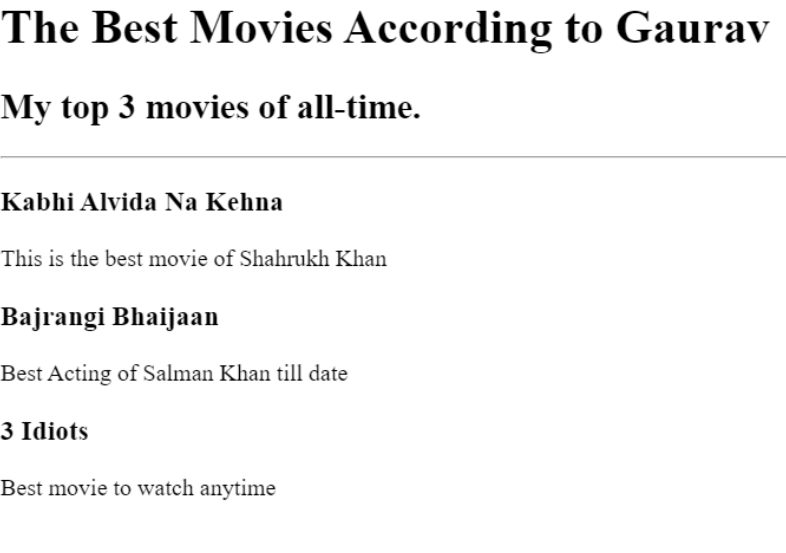 The Best Movies According to Gaurav
My top 3 movies of all-time.
Kabhi Alvida Na Kehna
This is the best movie of Shahrukh Khan
Bajrangi Bhaijaan
Best Acting of Salman Khan till date
3 Idiots
Best movie to watch anytime